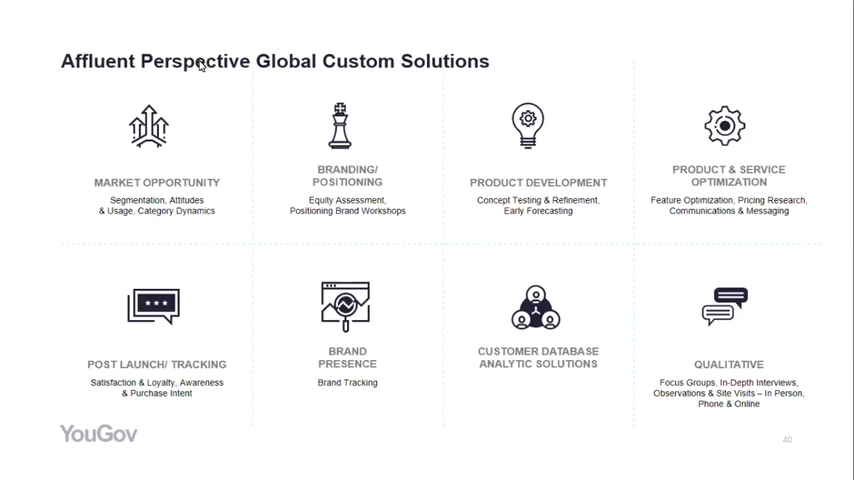 Affluent Perspective Global Custom Solutions
MARKET OPPORTUNITY
Segmentation, Attitudes
& Usage, Category Dynamics
BRANDING/
POSITIONING
Equity Assessment,
Positioning Brand Workshops
PRODUCT DEVELOPMENT
Concept Testing & Refinement,
Early Forecasting
PRODUCT & SERVICE
OPTIMIZATION
Feature Optimization, Pricing Research,
Communications & Messaging
POST LAUNCH/ TRACKING
Satisfaction & Loyalty, Awareness
& Purchase Intent
BRAND
PRESENCE
Brand Tracking
CUSTOMER DATABASE
ANALYTIC SOLUTIONS
QUALITATIVE
Focus Groups, In-Depth Interviews,
Observations & Site Visits – In Person,
Phone & Online
YouGov
40